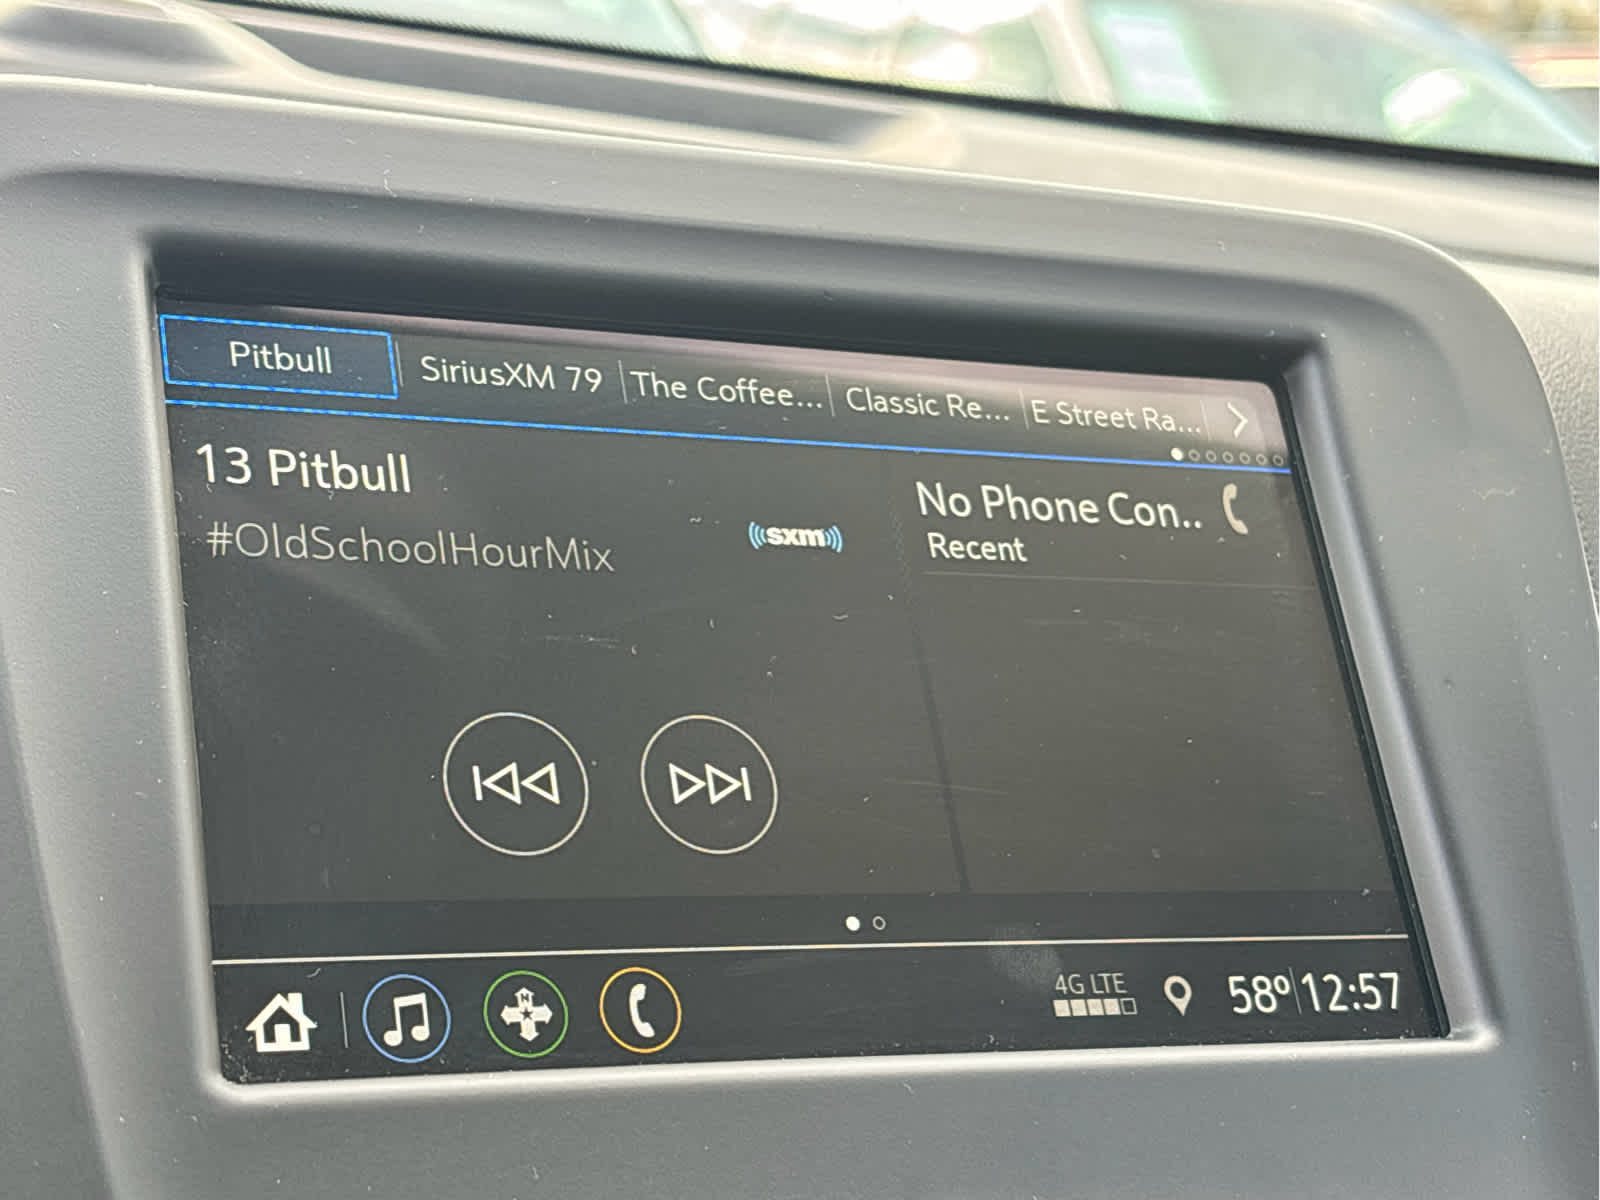 Pitbull
SiriusXM 79
The Coffee...
Classic Re...
E Street Ra...
13 Pitbull
#OldSchoolHourMix
((sxm))
No Phone Con..
Recent
N
4G LTE
58° 12:57